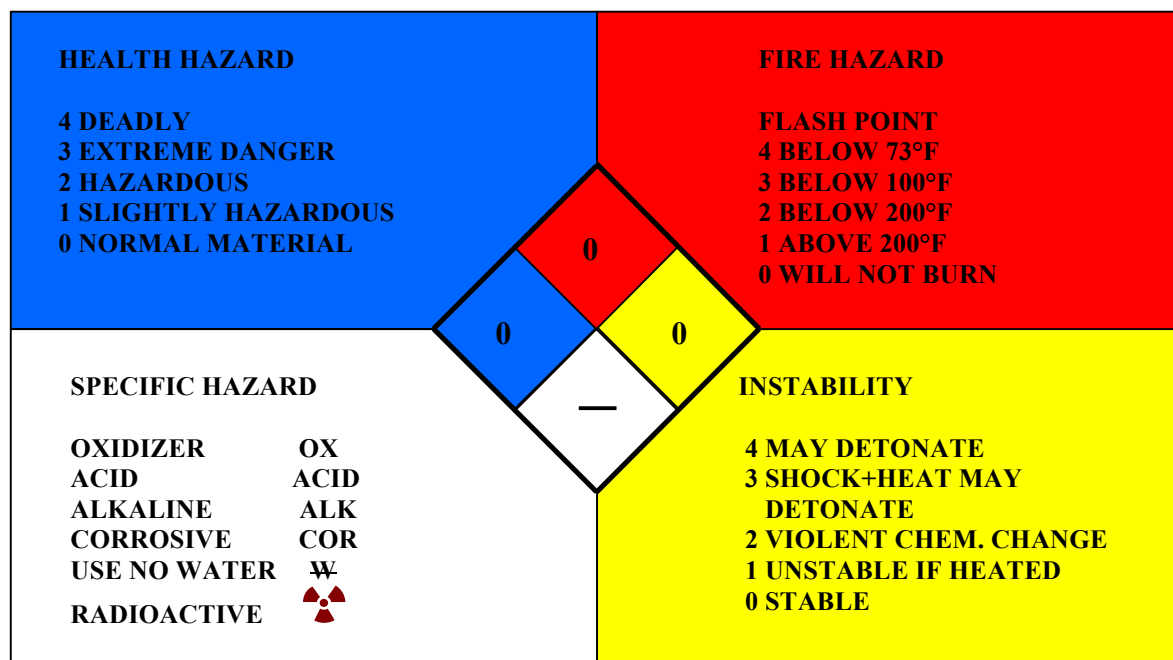 HEALTH HAZARD
4 DEADLY
3 EXTREME DANGER
2 HAZARDOUS
1 SLIGHTLY HAZARDOUS
0 NORMAL MATERIAL
FIRE HAZARD
FLASH POINT
4 BELOW 73°F
3 BELOW 100°F
2 BELOW 200°F
1 ABOVE 200°F
0 WILL NOT BURN
0
0
0
—
SPECIFIC HAZARD
OXIDIZER OX
ACID ACID
ALKALINE ALK
CORROSIVE COR
USE NO WATER W̶
RADIOACTIVE ☢
INSTABILITY
4 MAY DETONATE
3 SHOCK+HEAT MAY
DETONATE
2 VIOLENT CHEM. CHANGE
1 UNSTABLE IF HEATED
0 STABLE